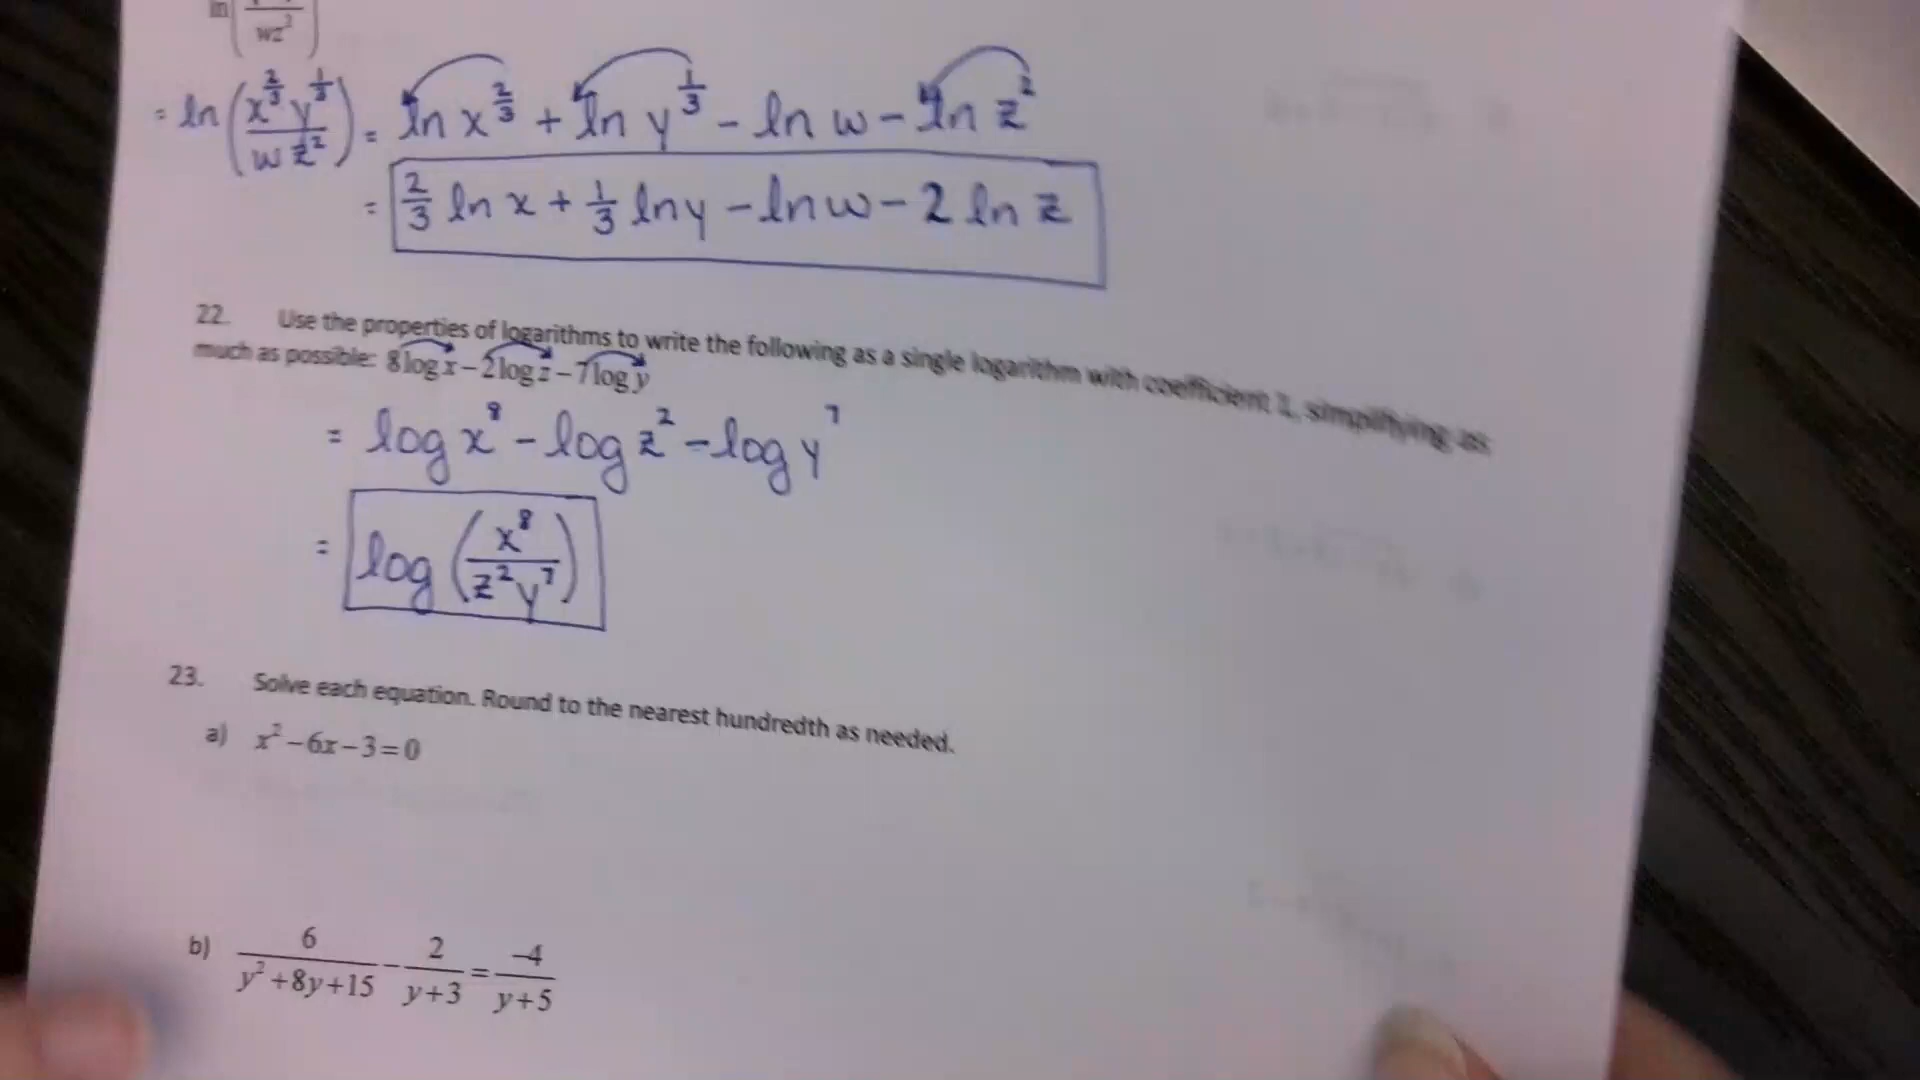 ln
wz²
= ln (x^(2/3) y^(1/3) / w z²) = ln x^(2/3) + ln y^(1/3) - ln w - ln z²
= 2/3 ln x + 1/3 ln y - ln w - 2 ln z
22. Use the properties of logarithms to write the following as a single logarithm with coefficient 1, simplifying as
much as possible: 8 log x - 2 log z - 7 log y
= log x⁸ - log z² - log y⁷
= log (x⁸ / z² y⁷)
23. Solve each equation. Round to the nearest hundredth as needed.
a) x² - 6x - 3 = 0
b) 6 / (y² + 8y + 15) - 2 / (y + 3) = -4 / (y + 5)